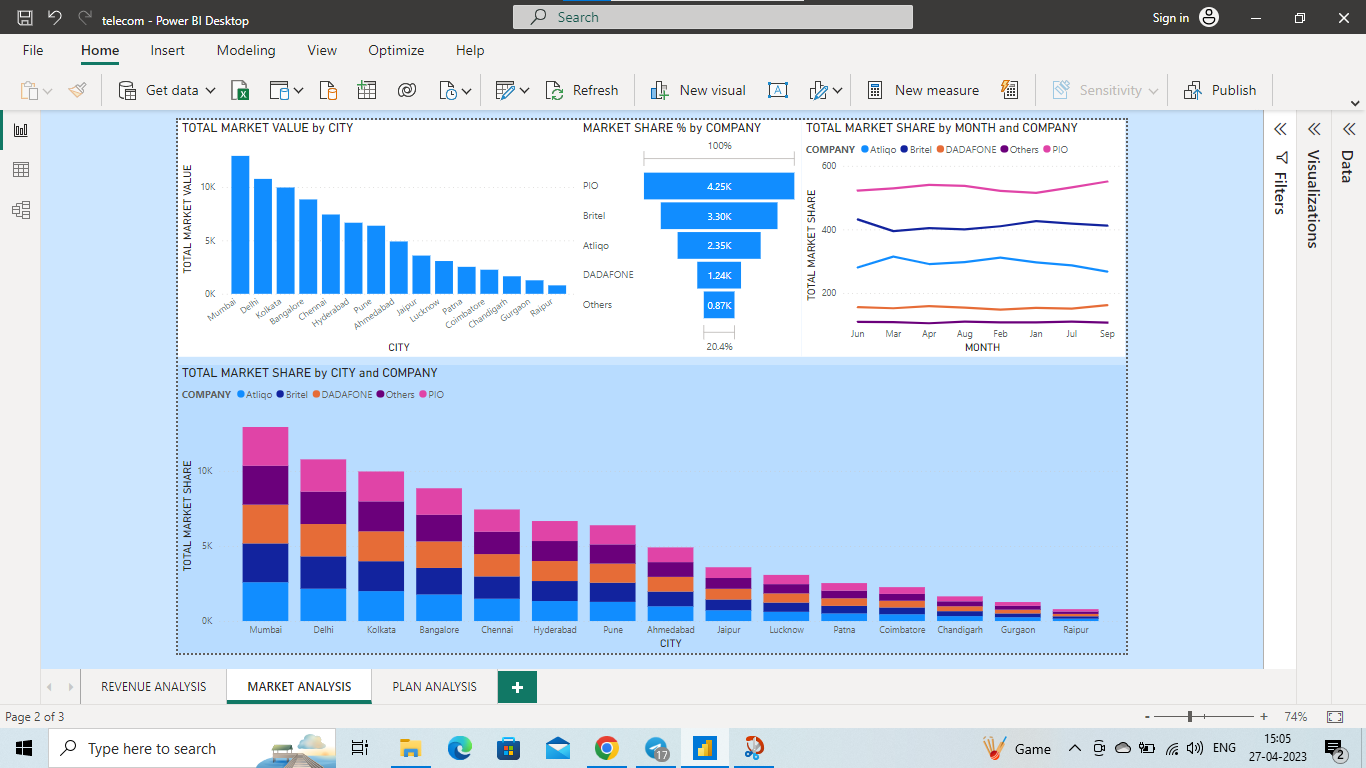 telecom - Power BI Desktop
Search
Sign in
File Home Insert Modeling View Optimize Help
Get data
Refresh
New visual
New measure
Sensitivity
Publish
TOTAL MARKET VALUE by CITY
TOTAL MARKET VALUE
10K
5K
0K
Mumbai Delhi Kolkata Bangalore Chennai Hyderabad Pune Ahmedabad Jaipur Lucknow Patna Coimbatore Chandigarh Gurgaon Raipur
CITY
MARKET SHARE % by COMPANY
100%
PIO 4.25K
Britel 3.30K
Atliqo 2.35K
DADAFONE 1.24K
Others 0.87K
20.4%
TOTAL MARKET SHARE by MONTH and COMPANY
COMPANY Atliqo Britel DADAFONE Others PIO
TOTAL MARKET SHARE
600
400
200
Jun Mar Apr Aug Feb Jan Jul Sep
MONTH
TOTAL MARKET SHARE by CITY and COMPANY
COMPANY Atliqo Britel DADAFONE Others PIO
TOTAL MARKET SHARE
10K
5K
0K
Mumbai Delhi Kolkata Bangalore Chennai Hyderabad Pune Ahmedabad Jaipur Lucknow Patna Coimbatore Chandigarh Gurgaon Raipur
CITY
Filters
Visualizations
Data
REVENUE ANALYSIS MARKET ANALYSIS PLAN ANALYSIS
Page 2 of 3
74%
Type here to search
17
Game
ENG
15:05
27-04-2023
2